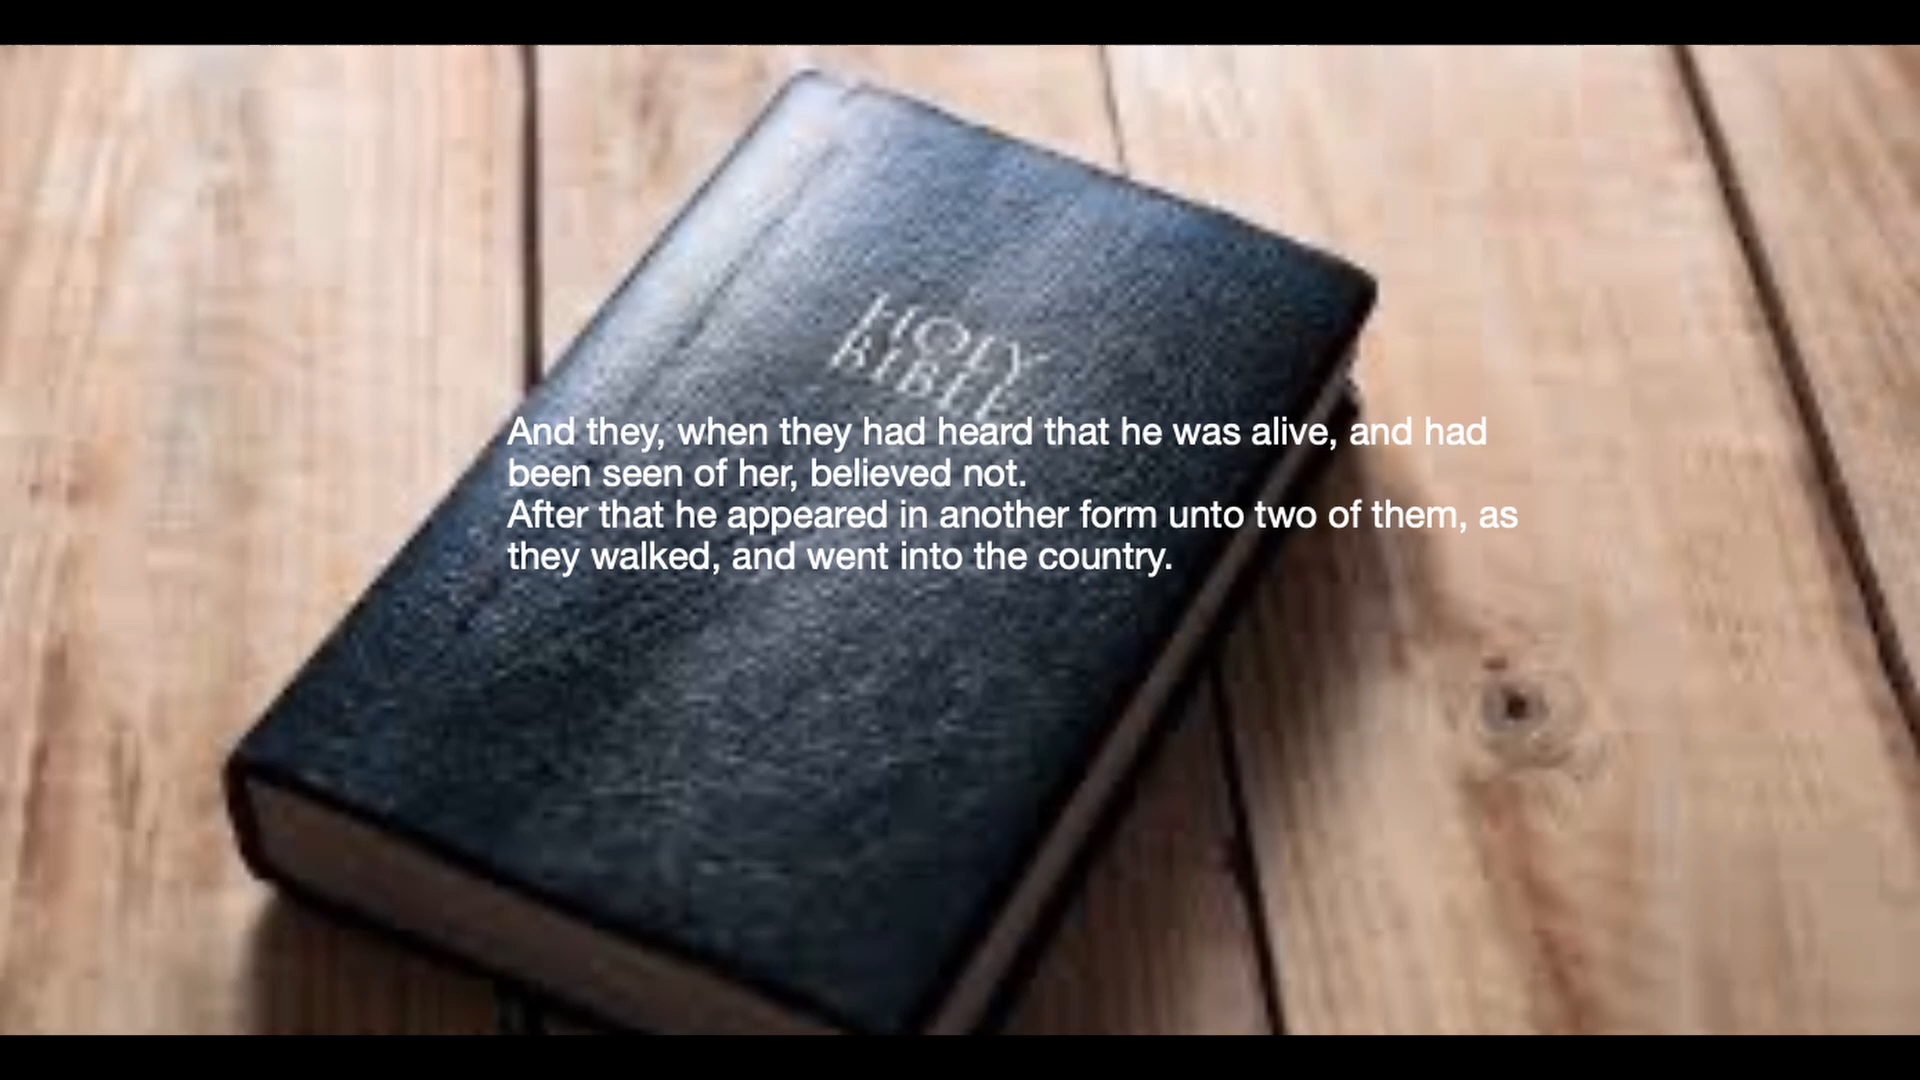 HOLY
BIBLE
And they, when they had heard that he was alive, and had
been seen of her, believed not.
After that he appeared in another form unto two of them, as
they walked, and went into the country.